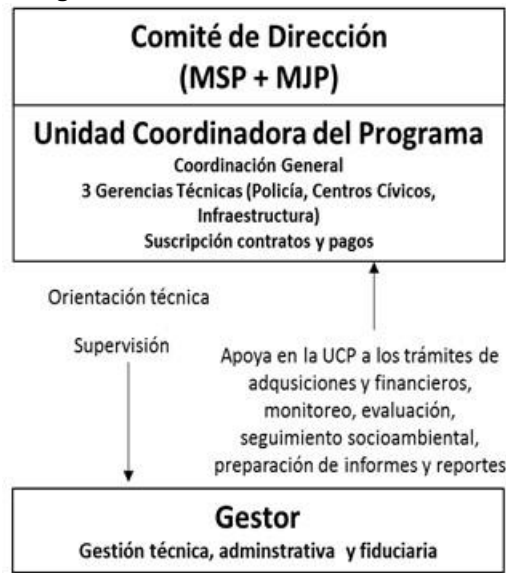 Comité de Dirección
(MSP + MJP)
Unidad Coordinadora del Programa
Coordinación General
3 Gerencias Técnicas (Policía, Centros Cívicos,
Infraestructura)
Suscripción contratos y pagos
Orientación técnica
Supervisión
Apoya en la UCP a los trámites de
adqusiciones y financieros,
monitoreo, evaluación,
seguimiento socioambiental,
preparación de informes y reportes
Gestor
Gestión técnica, adminstrativa y fiduciaria